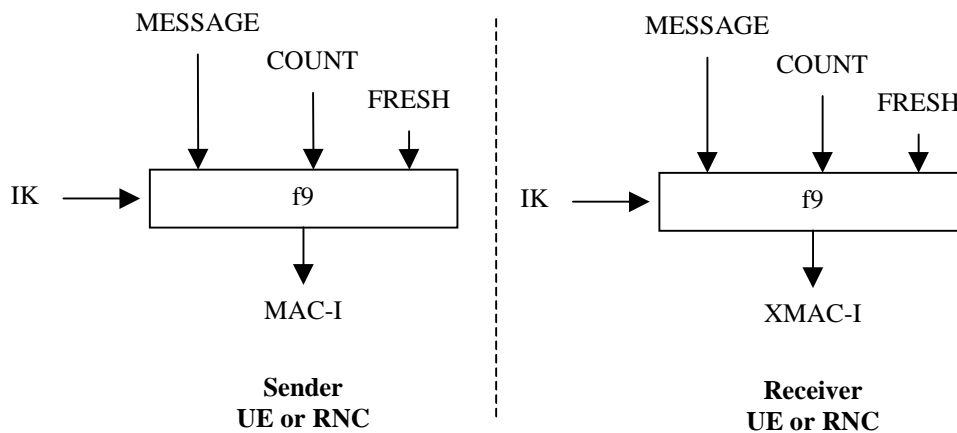 MESSAGE
COUNT
FRESH
IK
f9
MAC-I
Sender
UE or RNC
MESSAGE
COUNT
FRESH
IK
f9
XMAC-I
Receiver
UE or RNC